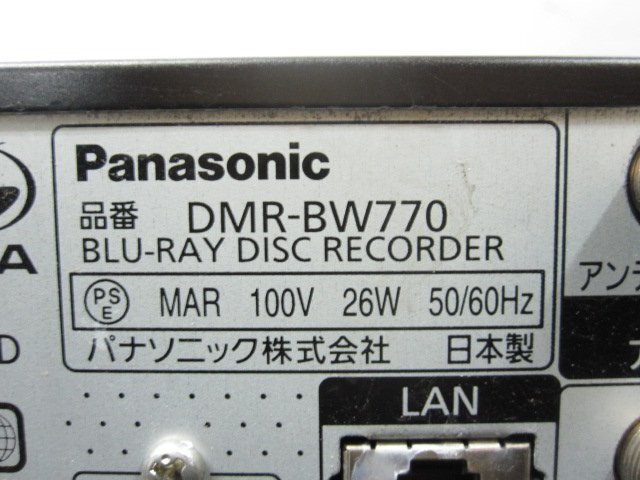 Panasonic
品番 DMR-BW770
BLU-RAY DISC RECORDER
PS E MAR 100V 26W 50/60Hz
パナソニック株式会社 日本製
LAN
アンテ
A
D